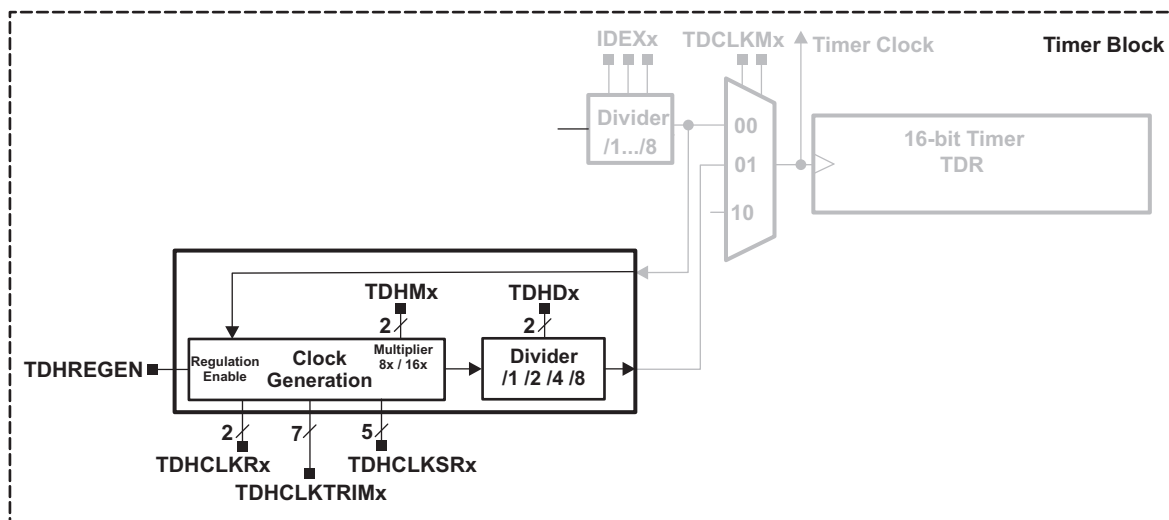 IDEXx
TDCLKMx
Timer Clock
Timer Block
Divider
/1.../8
00
01
10
16-bit Timer
TDR
TDHMx
2
TDHDx
2
TDHREGEN
Regulation
Enable
Clock
Generation
Multiplier
8x / 16x
Divider
/1 /2 /4 /8
2
7
5
TDHCLKRx
TDHCLKSRx
TDHCLKTRIMx